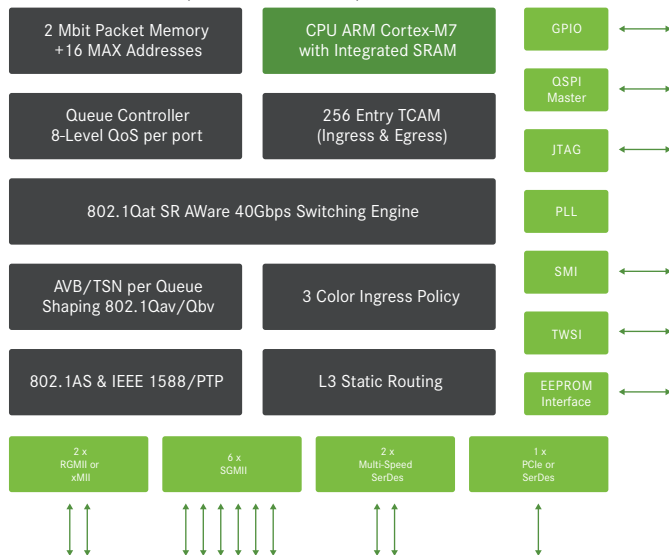 2 Mbit Packet Memory
+16 MAX Addresses
CPU ARM Cortex-M7
with Integrated SRAM
GPIO
QSPI
Master
Queue Controller
8-Level QoS per port
256 Entry TCAM
(Ingress & Egress)
JTAG
802.1Qat SR AWare 40Gbps Switching Engine
PLL
AVB/TSN per Queue
Shaping 802.1Qav/Qbv
3 Color Ingress Policy
SMI
TWSI
802.1AS & IEEE 1588/PTP
L3 Static Routing
EEPROM
Interface
2 x
RGMII or
xMII
6 x
SGMII
2 x
Multi-Speed
SerDes
1 x
PCIe or
SerDes